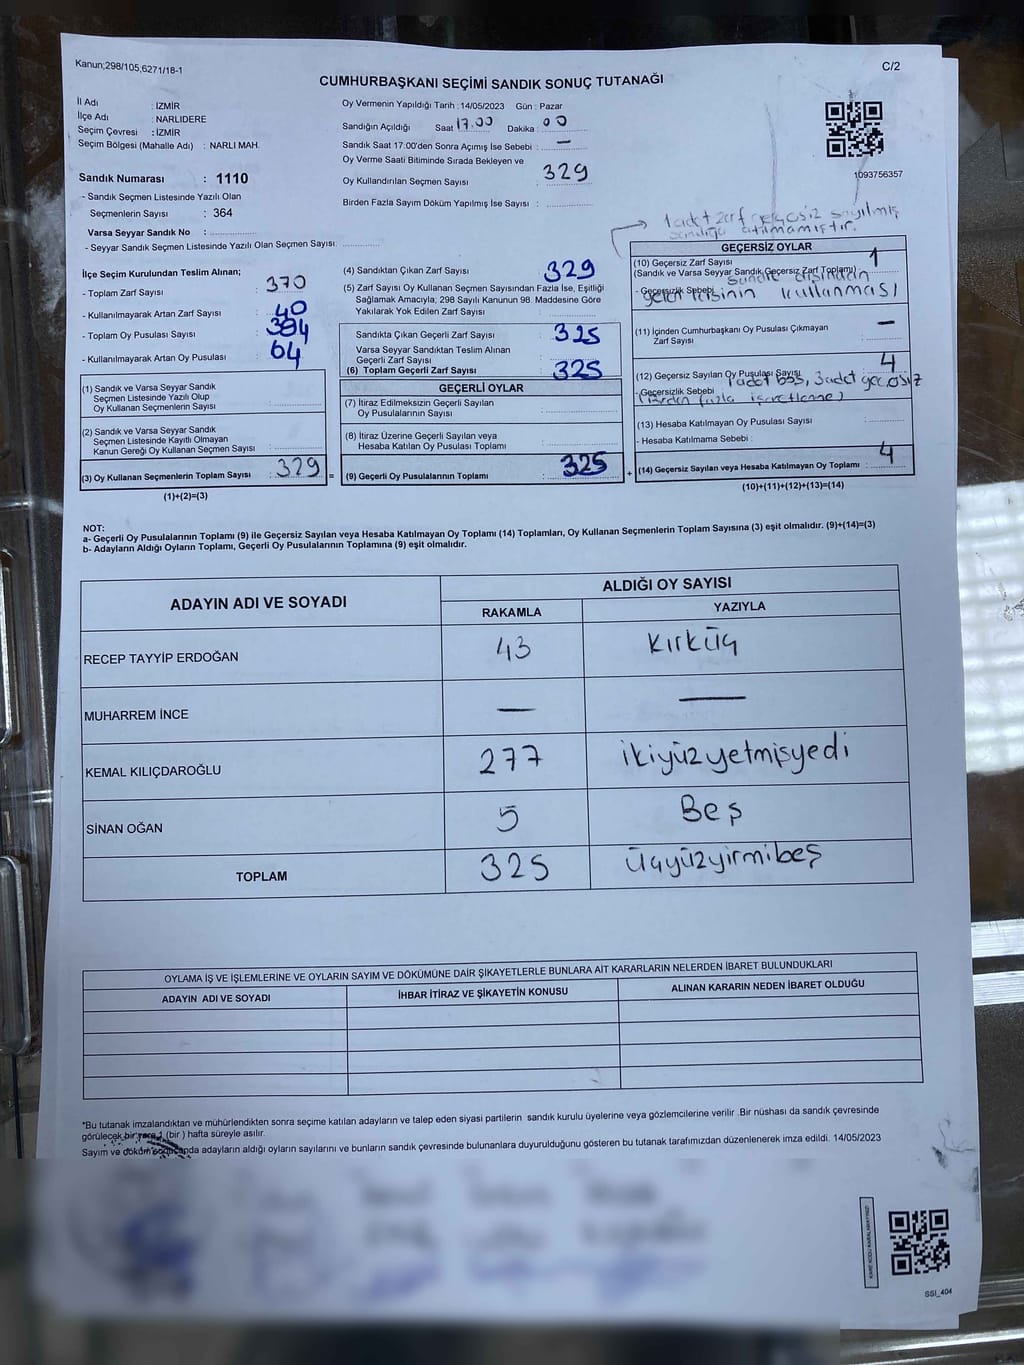 Kanun;298/105;6271/18-1
C/2
CUMHURBAŞKANI SEÇİMİ SANDIK SONUÇ TUTANAĞI
İl Adı : İZMİR
İlçe Adı : NARLIDERE
Seçim Çevresi : İZMİR
Seçim Bölgesi (Mahalle Adı) : NARLI MAH.
Sandık Numarası : 1110
- Sandık Seçmen Listesinde Yazılı Olan
Seçmenlerin Sayısı : 364
Varsa Seyyar Sandık No :
- Seyyar Sandık Seçmen Listesinde Yazılı Olan Seçmen Sayısı:
Oy Vermenin Yapıldığı Tarih : 14/05/2023 Gün : Pazar
Sandığın Açıldığı Saat 17.00 Dakika : 00
Sandık Saat 17:00'den Sonra Açımış İse Sebebi : —
Oy Verme Saati Bitiminde Sırada Bekleyen ve
Oy Kullandırılan Seçmen Sayısı : 329
Birden Fazla Sayım Döküm Yapılmış İse Sayısı :
1093756357
1 adet zarf geçersiz sayılmış
sandığa atılmamıştır.
İlçe Seçim Kurulundan Teslim Alınan;
- Toplam Zarf Sayısı : 370
- Kullanılmayarak Artan Zarf Sayısı : 40
- Toplam Oy Pusulası Sayısı :
- Kullanılmayarak Artan Oy Pusulası : 64
(1) Sandık ve Varsa Seyyar Sandık
Seçmen Listesinde Yazılı Olup
Oy Kullanan Seçmenlerin Sayısı :
(2) Sandık ve Varsa Seyyar Sandık
Seçmen Listesinde Kayıtlı Olmayan
Kanun Gereği Oy Kullanan Seçmen Sayısı :
(3) Oy Kullanan Seçmenlerin Toplam Sayısı : 329 =
(1)+(2)=(3)
(4) Sandıktan Çıkan Zarf Sayısı : 329
(5) Zarf Sayısı Oy Kullanan Seçmen Sayısından Fazla İse, Eşitliği
Sağlamak Amacıyla; 298 Sayılı Kanunun 98. Maddesine Göre
Yakılarak Yok Edilen Zarf Sayısı :
Sandıkta Çıkan Geçerli Zarf Sayısı : 325
Varsa Seyyar Sandıktan Teslim Alınan
Geçerli Zarf Sayısı :
(6) Toplam Geçerli Zarf Sayısı : 325
GEÇERLİ OYLAR
(7) İtiraz Edilmeksizin Geçerli Sayılan
Oy Pusulalarının Sayısı :
(8) İtiraz Üzerine Geçerli Sayılan veya
Hesaba Katılan Oy Pusulası Toplamı :
(9) Geçerli Oy Pusulalarının Toplamı : 325 +
GEÇERSİZ OYLAR
(10) Geçersiz Zarf Sayısı : 1
(Sandık ve Varsa Seyyar Sandık Geçersiz Zarf Toplamı)
- Geçersizlik Sebebi : sandık dışından
gelen kişinin kullanması
(11) İçinden Cumhurbaşkanı Oy Pusulası Çıkmayan
Zarf Sayısı : —
(12) Geçersiz Sayılan Oy Pusulası Sayısı : 4
- Geçersizlik Sebebi : 1 adet boş, 3 adet geçersiz
(birden fazla işaretleme)
(13) Hesaba Katılmayan Oy Pusulası Sayısı :
- Hesaba Katılmama Sebebi :
(14) Geçersiz Sayılan veya Hesaba Katılmayan Oy Toplamı : 4
(10)+(11)+(12)+(13)=(14)
NOT:
a- Geçerli Oy Pusulalarının Toplamı (9) ile Geçersiz Sayılan veya Hesaba Katılmayan Oy Toplamı (14) Toplamları, Oy Kullanan Seçmenlerin Toplam Sayısına (3) eşit olmalıdır. (9)+(14)=(3)
b- Adayların Aldığı Oyların Toplamı, Geçerli Oy Pusulalarının Toplamına (9) eşit olmalıdır.
ADAYIN ADI VE SOYADI ALDIĞI OY SAYISI
RAKAMLA YAZIYLA
RECEP TAYYİP ERDOĞAN 43 Kırküç
MUHARREM İNCE — —
KEMAL KILIÇDAROĞLU 277 ikiyüzyetmişyedi
SİNAN OĞAN 5 Beş
TOPLAM 325 üçyüzyirmibeş
OYLAMA İŞ VE İŞLEMLERİNE VE OYLARIN SAYIM VE DÖKÜMÜNE DAİR ŞİKAYETLERLE BUNLARA AİT KARARLARIN NELERDEN İBARET BULUNDUKLARI
ADAYIN ADI VE SOYADI İHBAR İTİRAZ VE ŞİKAYETİN KONUSU ALINAN KARARIN NEDEN İBARET OLDUĞU
*Bu tutanak imzalandıktan ve mühürlendikten sonra seçime katılan adayların ve talep eden siyasi partilerin sandık kurulu üyelerine veya gözlemcilerine verilir .Bir nüshası da sandık çevresinde
görülecek bir yere 1 (bir ) hafta süreyle asılır.
Sayım ve döküm sonucunda adayların aldığı oyların sayılarını ve bunların sandık çevresinde bulunanlara duyurulduğunu gösteren bu tutanak tarafımızdan düzenlenerek imza edildi. 14/05/2023
KARE KODU KARALAMAYINIZ!
SSİ_404